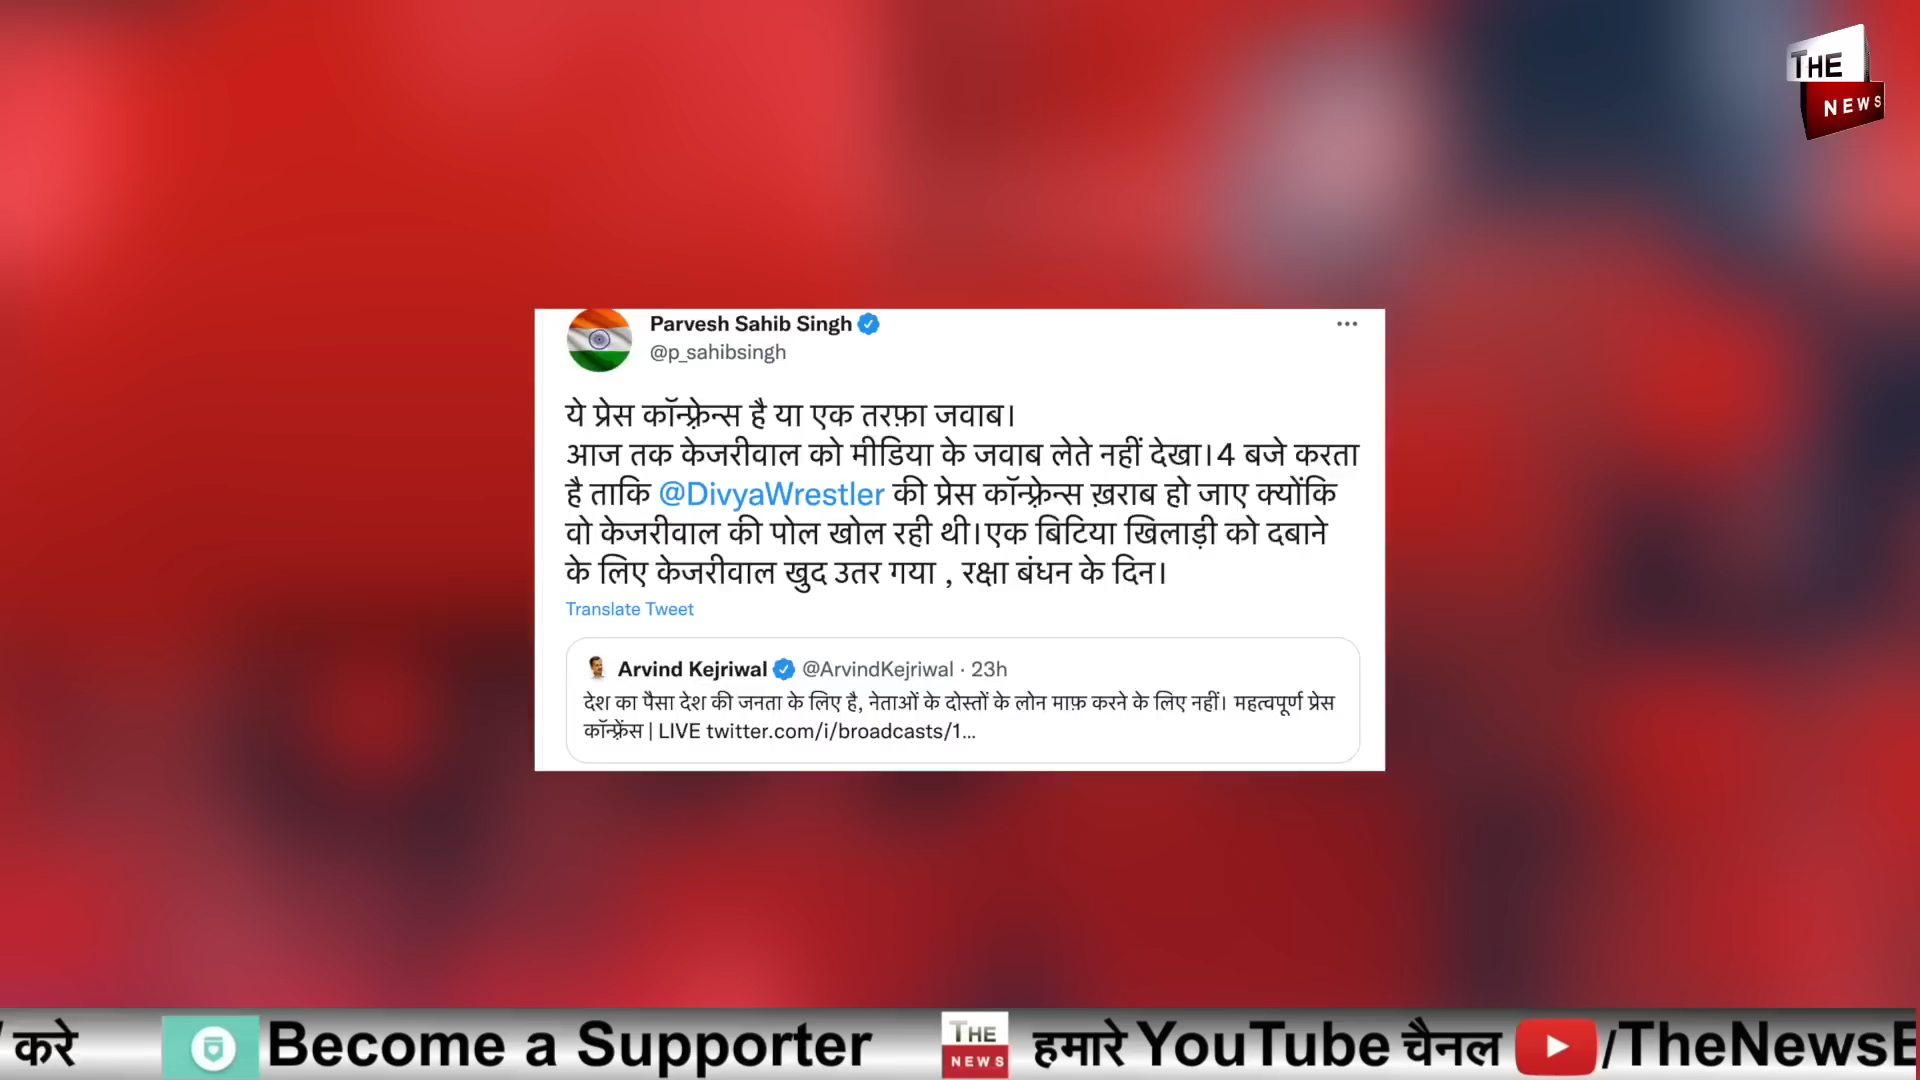 THE
NEWS
Parvesh Sahib Singh
@p_sahibsingh
ये प्रेस कॉन्फ़्रेन्स है या एक तरफ़ा जवाब।
आज तक केजरीवाल को मीडिया के जवाब लेते नहीं देखा।4 बजे करता
है ताकि @DivyaWrestler की प्रेस कॉन्फ़्रेन्स ख़राब हो जाए क्योंकि
वो केजरीवाल की पोल खोल रही थी।एक बिटिया खिलाड़ी को दबाने
के लिए केजरीवाल खुद उतर गया , रक्षा बंधन के दिन।
Translate Tweet
Arvind Kejriwal @ArvindKejriwal · 23h
देश का पैसा देश की जनता के लिए है, नेताओं के दोस्तों के लोन माफ़ करने के लिए नहीं। महत्वपूर्ण प्रेस
कॉन्फ़्रेंस | LIVE twitter.com/i/broadcasts/1...
करे Become a Supporter THE NEWS हमारे YouTube चैनल /TheNewsE